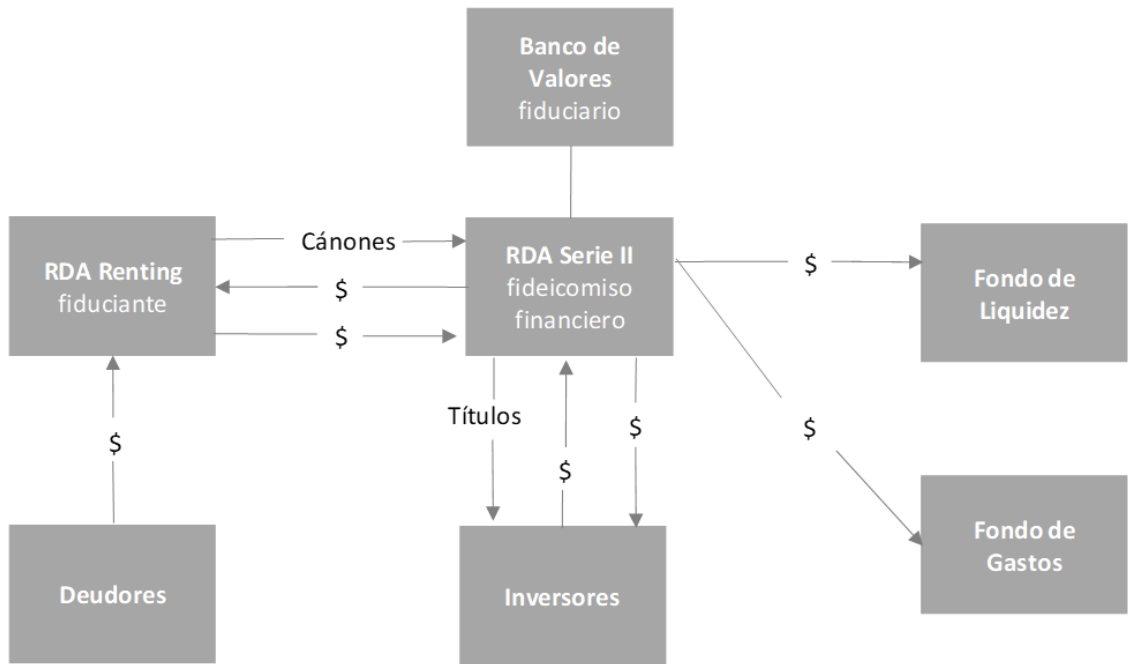 Banco de
Valores
fiduciario
Cánones
RDA Renting
fiduciante
$
$
RDA Serie II
fideicomiso
financiero
$
Fondo de
Liquidez
$
Títulos
$
$
$
Deudores
Inversores
Fondo de
Gastos